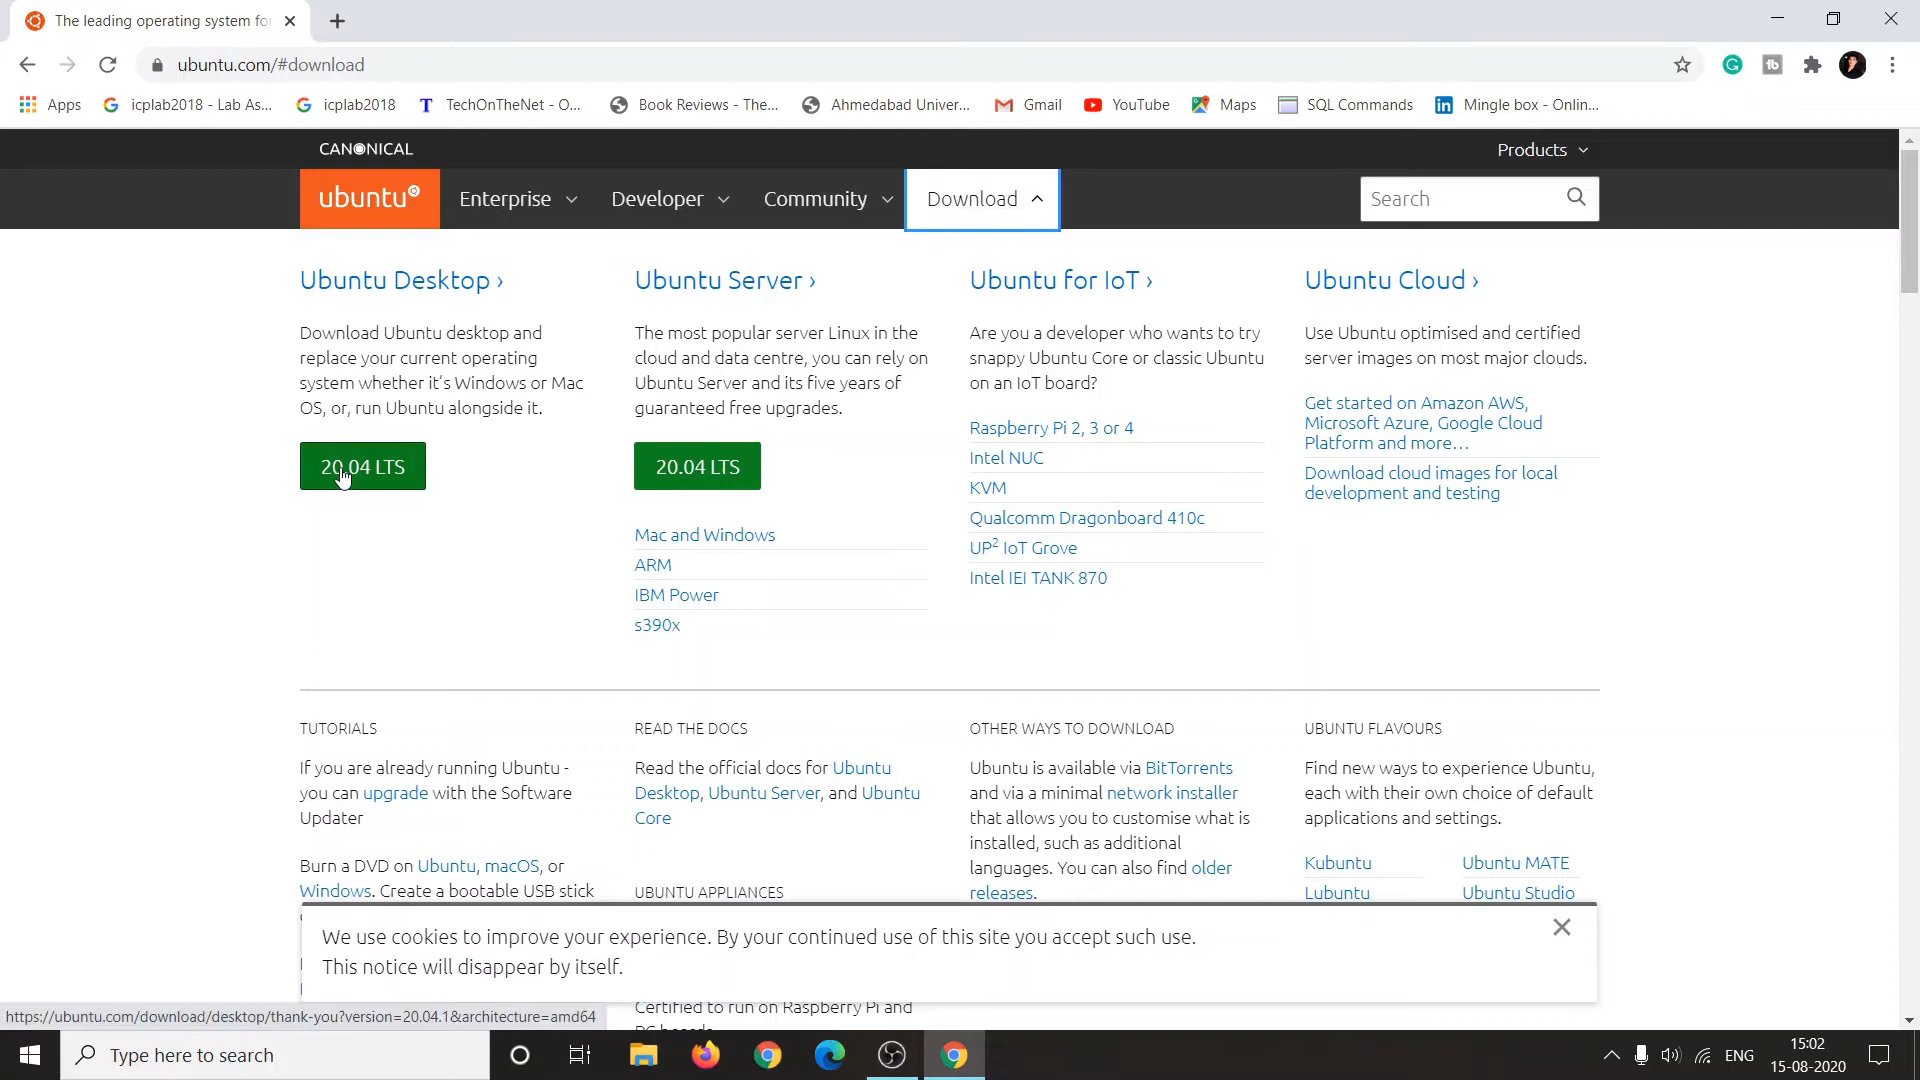 The leading operating system for
ubuntu.com/#download
Apps
icplab2018 - Lab As...
icplab2018
TechOnTheNet - O...
Book Reviews - The...
Ahmedabad Univer...
Gmail
YouTube
Maps
SQL Commands
Mingle box - Onlin...
CANONICAL
Products
ubuntu
Enterprise
Developer
Community
Download
Search
Ubuntu Desktop ›
Download Ubuntu desktop and
replace your current operating
system whether it's Windows or Mac
OS, or, run Ubuntu alongside it.
20.04 LTS
Ubuntu Server ›
The most popular server Linux in the
cloud and data centre, you can rely on
Ubuntu Server and its five years of
guaranteed free upgrades.
20.04 LTS
Mac and Windows
ARM
IBM Power
s390x
Ubuntu for IoT ›
Are you a developer who wants to try
snappy Ubuntu Core or classic Ubuntu
on an IoT board?
Raspberry Pi 2, 3 or 4
Intel NUC
KVM
Qualcomm Dragonboard 410c
UP² IoT Grove
Intel IEI TANK 870
Ubuntu Cloud ›
Use Ubuntu optimised and certified
server images on most major clouds.
Get started on Amazon AWS,
Microsoft Azure, Google Cloud
Platform and more…
Download cloud images for local
development and testing
TUTORIALS
If you are already running Ubuntu -
you can upgrade with the Software
Updater
Burn a DVD on Ubuntu, macOS, or
Windows. Create a bootable USB stick
READ THE DOCS
Read the official docs for Ubuntu
Desktop, Ubuntu Server, and Ubuntu
Core
UBUNTU APPLIANCES
Certified to run on Raspberry Pi and
PC boards
OTHER WAYS TO DOWNLOAD
Ubuntu is available via BitTorrents
and via a minimal network installer
that allows you to customise what is
installed, such as additional
languages. You can also find older
releases.
UBUNTU FLAVOURS
Find new ways to experience Ubuntu,
each with their own choice of default
applications and settings.
Kubuntu
Ubuntu MATE
Lubuntu
Ubuntu Studio
We use cookies to improve your experience. By your continued use of this site you accept such use.
This notice will disappear by itself.
https://ubuntu.com/download/desktop/thank-you?version=20.04.1&architecture=amd64
Type here to search
ENG
15:02
15-08-2020